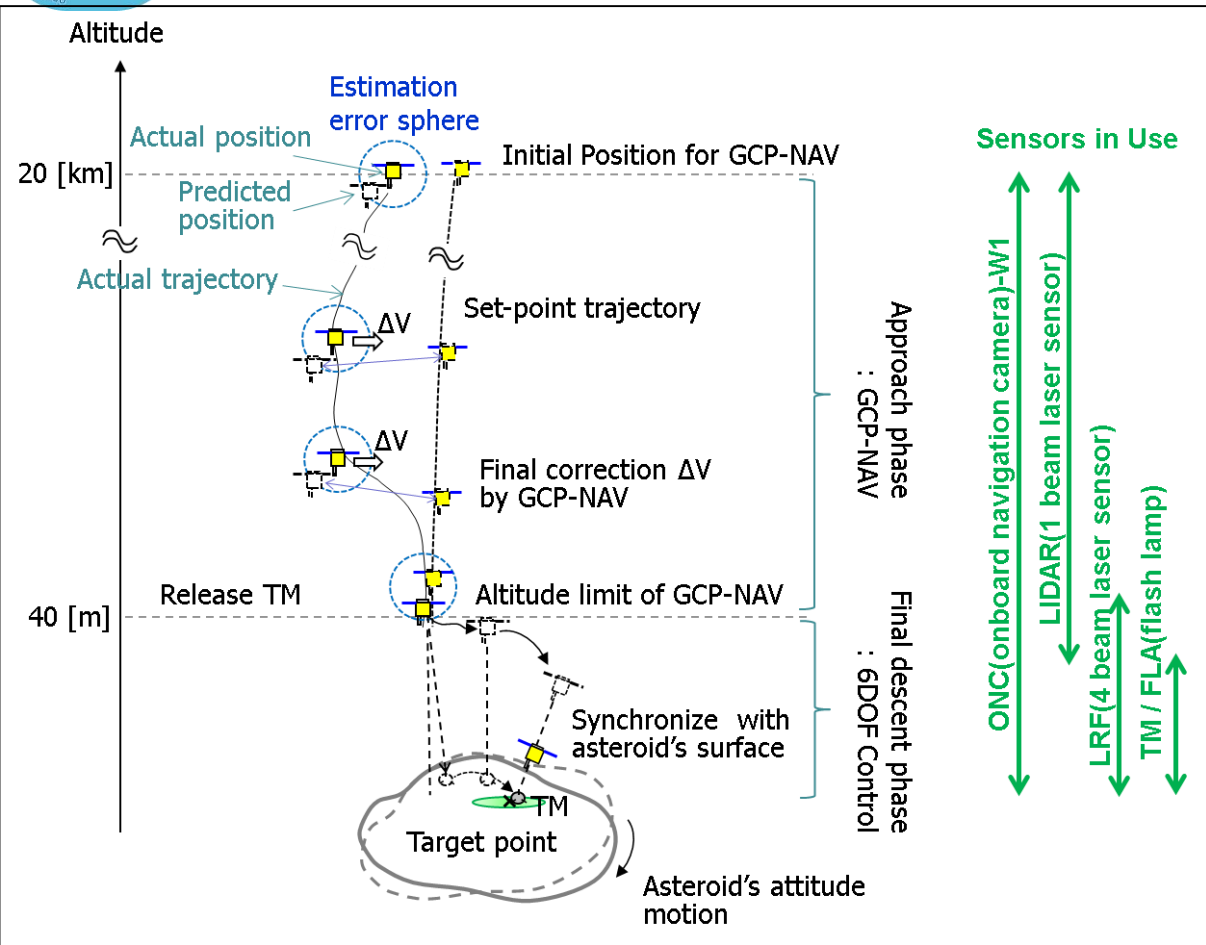 Altitude
Estimation
error sphere
Actual position
Sensors in Use
Initial Position for GCP-NAV
20 [km]
Predicted
position
Actual trajectory
Set-point trajectory
ΔV
ΔV
Final correction ΔV
by GCP-NAV
Approach phase
: GCP-NAV
ONC(onboard navigation camera)-W1
LIDAR(1 beam laser sensor)
LRF(4 beam laser sensor)
TM / FLA(flash lamp)
Release TM
Altitude limit of GCP-NAV
40 [m]
Final descent phase
: 6DOF Control
Synchronize with
asteroid's surface
TM
Target point
Asteroid's attitude
motion